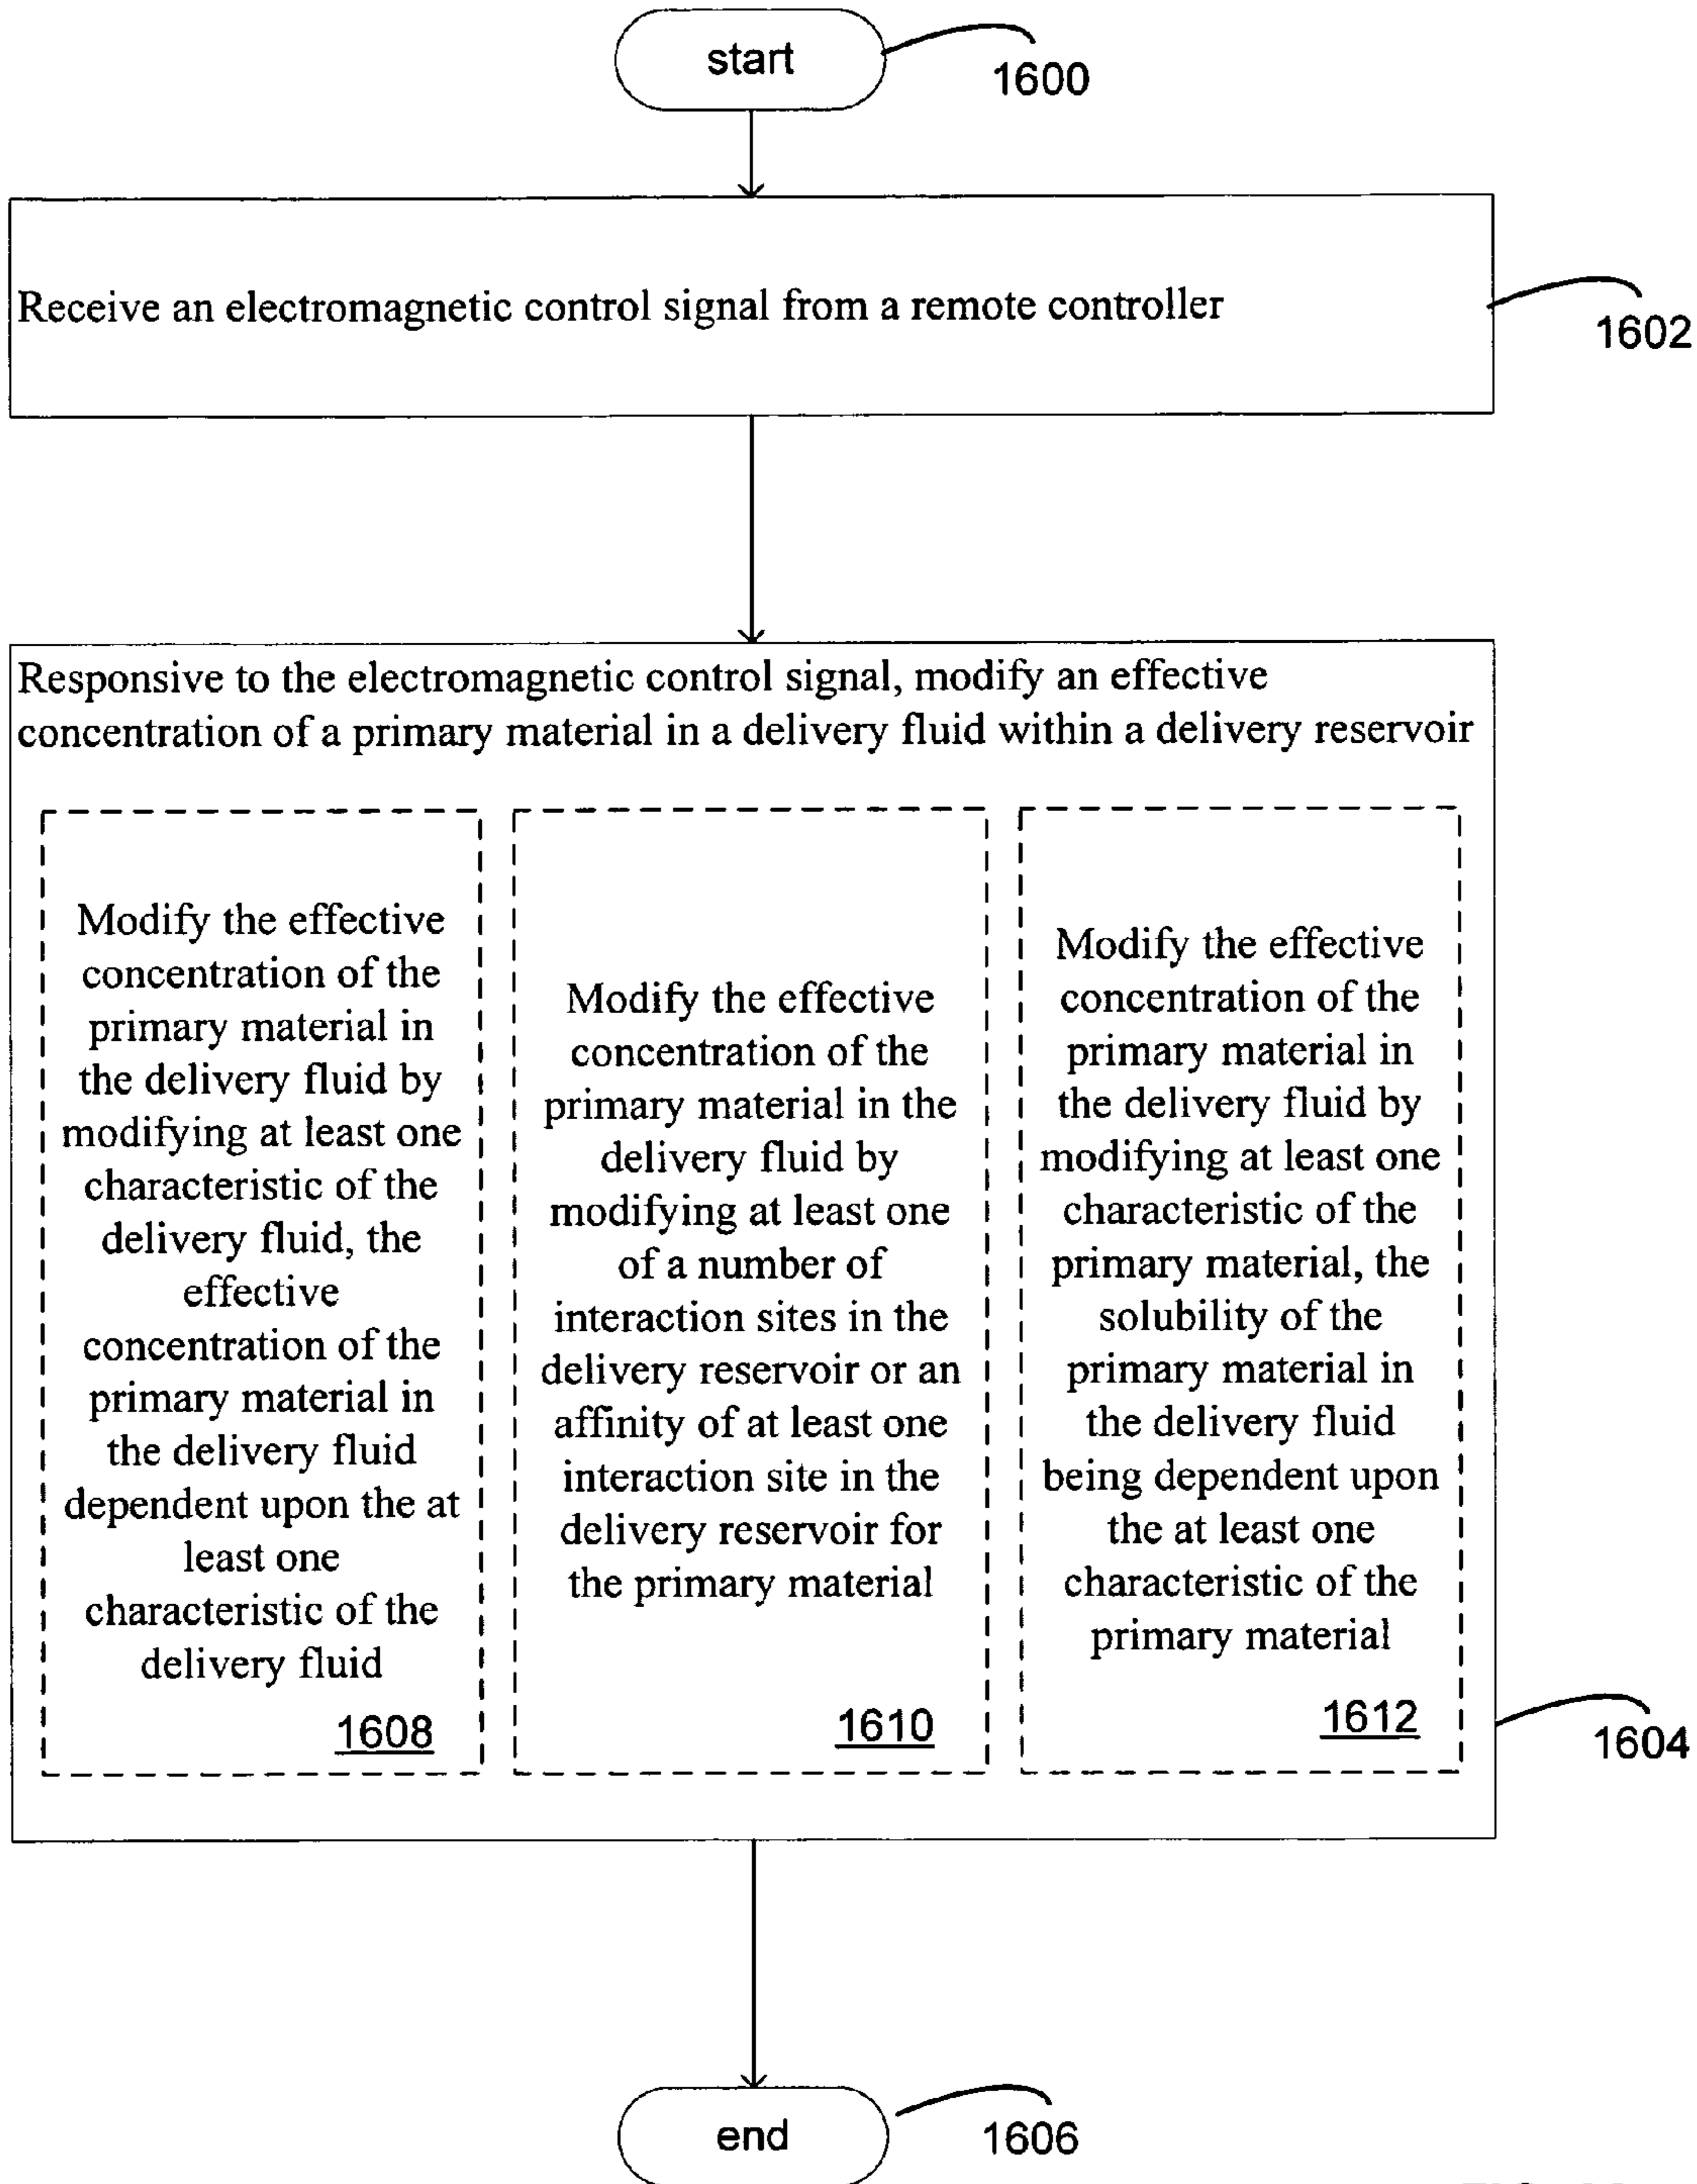 start
1600
Receive an electromagnetic control signal from a remote controller
1602
Responsive to the electromagnetic control signal, modify an effective
concentration of a primary material in a delivery fluid within a delivery reservoir
Modify the effective
concentration of the
primary material in
the delivery fluid by
modifying at least one
characteristic of the
delivery fluid, the
effective
concentration of the
primary material in
the delivery fluid
dependent upon the at
least one
characteristic of the
delivery fluid
1608
Modify the effective
concentration of the
primary material in the
delivery fluid by
modifying at least one
of a number of
interaction sites in the
delivery reservoir or an
affinity of at least one
interaction site in the
delivery reservoir for
the primary material
1610
Modify the effective
concentration of the
primary material in
the delivery fluid by
modifying at least one
characteristic of the
primary material, the
solubility of the
primary material in
the delivery fluid
being dependent upon
the at least one
characteristic of the
primary material
1612
1604
end
1606